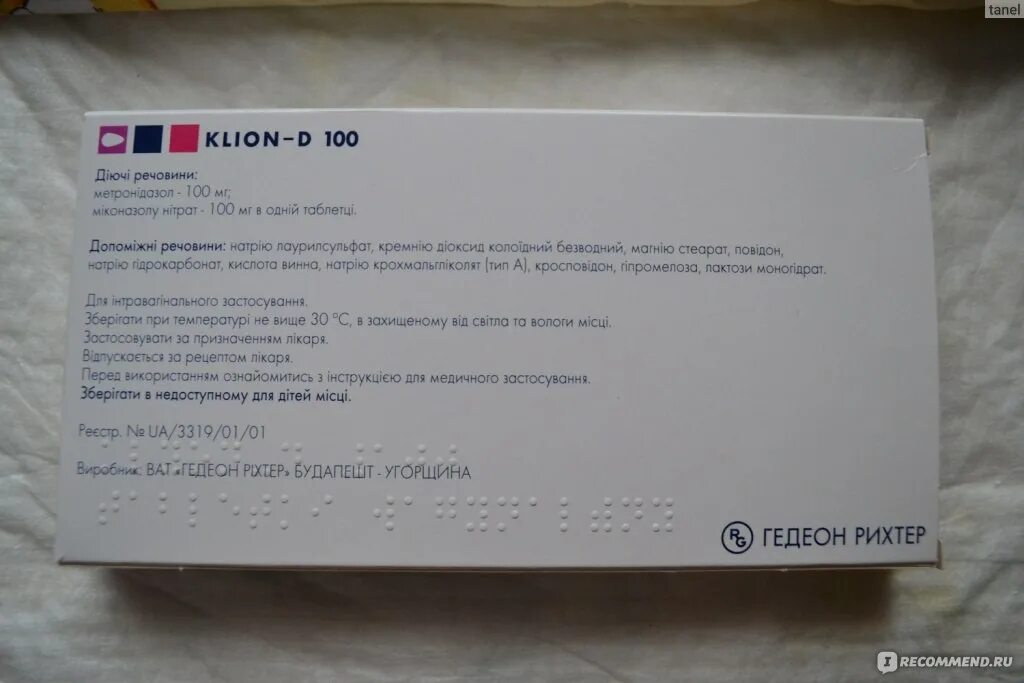 tanel
KLION-D 100
Діючі речовини:
метронідазол - 100 мг;
міконазолу нітрат - 100 мг в одній таблетці.
Допоміжні речовини: натрію лаурилсульфат, кремнію діоксид колоїдний безводний, магнію стеарат, повідон,
натрію гідрокарбонат, кислота винна, натрію крохмальгліколят (тип А), кросповідон, гіпромелоза, лактози моногідрат.
Для інтравагінального застосування.
Зберігати при температурі не вище 30 °С, в захищеному від світла та вологи місці.
Застосовувати за призначенням лікаря.
Відпускається за рецептом лікаря.
Перед використанням ознайомитись з інструкцією для медичного застосування.
Зберігати в недоступному для дітей місці.
Реєстр. № UA/3319/01/01
Виробник: ВАТ «ГЕДЕОН РІХТЕР» БУДАПЕШТ - УГОРЩИНА
RG ГЕДЕОН РИХТЕР
I RECOMMEND.RU